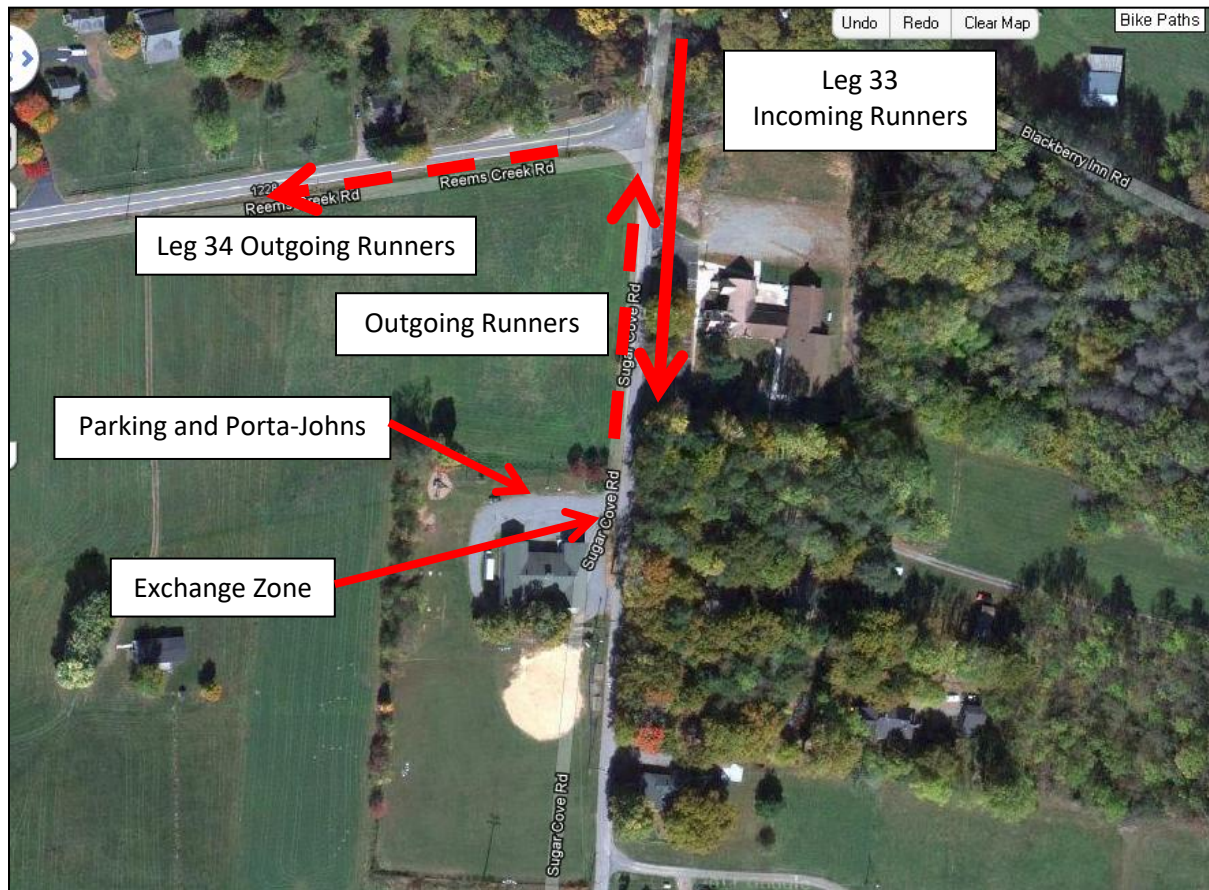 Undo
Redo
Clear Map
Bike Paths
Leg 33
Incoming Runners
Blackberry Inn Rd
1228
Reems Creek Rd
Reems Creek Rd
Leg 34 Outgoing Runners
Outgoing Runners
Sugar Cove Rd
Parking and Porta-Johns
Sugar Cove Rd
Exchange Zone
Sugar Cove Rd